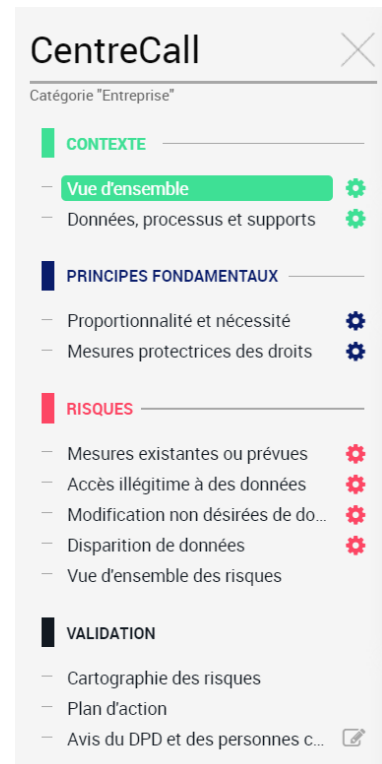 CentreCall
Catégorie "Entreprise"
CONTEXTE
Vue d'ensemble
Données, processus et supports
PRINCIPES FONDAMENTAUX
Proportionnalité et nécessité
Mesures protectrices des droits
RISQUES
Mesures existantes ou prévues
Accès illégitime à des données
Modification non désirées de do...
Disparition de données
Vue d'ensemble des risques
VALIDATION
Cartographie des risques
Plan d'action
Avis du DPD et des personnes c...